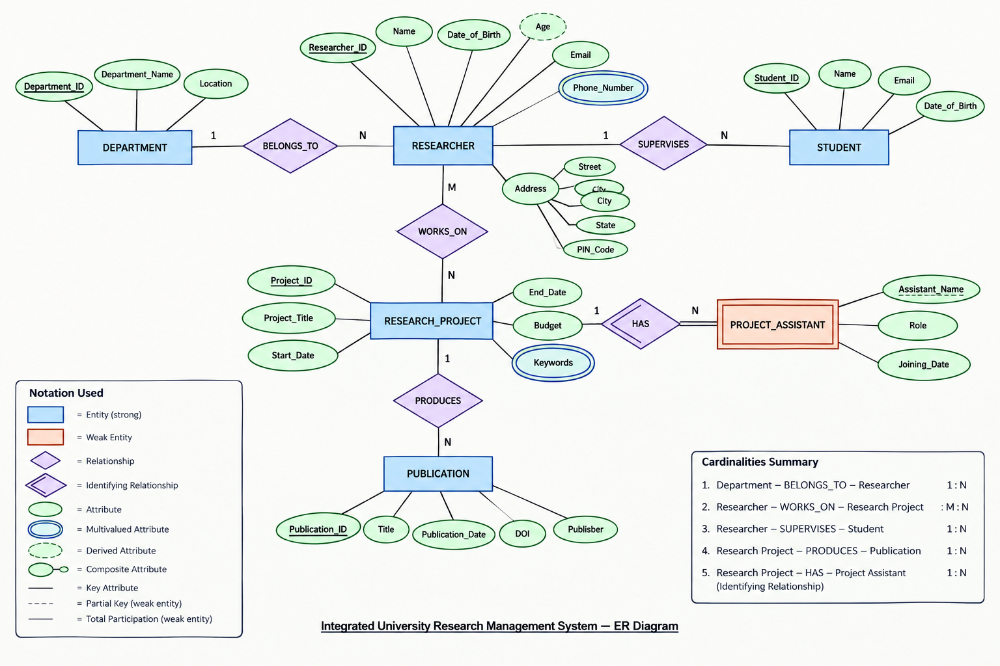 Researcher_ID
Name
Date_of_Birth
Age
Email
Phone_Number
Department_ID
Department_Name
Location
Student_ID
Name
Email
Date_of_Birth
DEPARTMENT
1
BELONGS_TO
N
RESEARCHER
1
SUPERVISES
N
STUDENT
Address
Street
City
City
State
PIN_Code
M
WORKS_ON
N
Project_ID
Project_Title
Start_Date
RESEARCH_PROJECT
End_Date
Budget
Keywords
1
HAS
N
PROJECT_ASSISTANT
Assistant_Name
Role
Joining_Date
1
PRODUCES
N
PUBLICATION
Publication_ID
Title
Publication_Date
DOI
Publisber
Notation Used
= Entity (strong)
= Weak Entity
= Relationship
= Identifying Relationship
= Attribute
= Multivalued Attribute
= Derived Attribute
= Composite Attribute
= Key Attribute
= Partial Key (weak entity)
= Total Participation (weak entity)
Cardinalities Summary
1. Department – BELONGS_TO – Researcher 1 : N
2. Researcher – WORKS_ON – Research Project : M : N
3. Researcher – SUPERVISES – Student 1 : N
4. Research Project – PRODUCES – Publication 1 : N
5. Research Project – HAS – Project Assistant 1 : N
(Identifying Relationship)
Integrated University Research Management System — ER Diagram